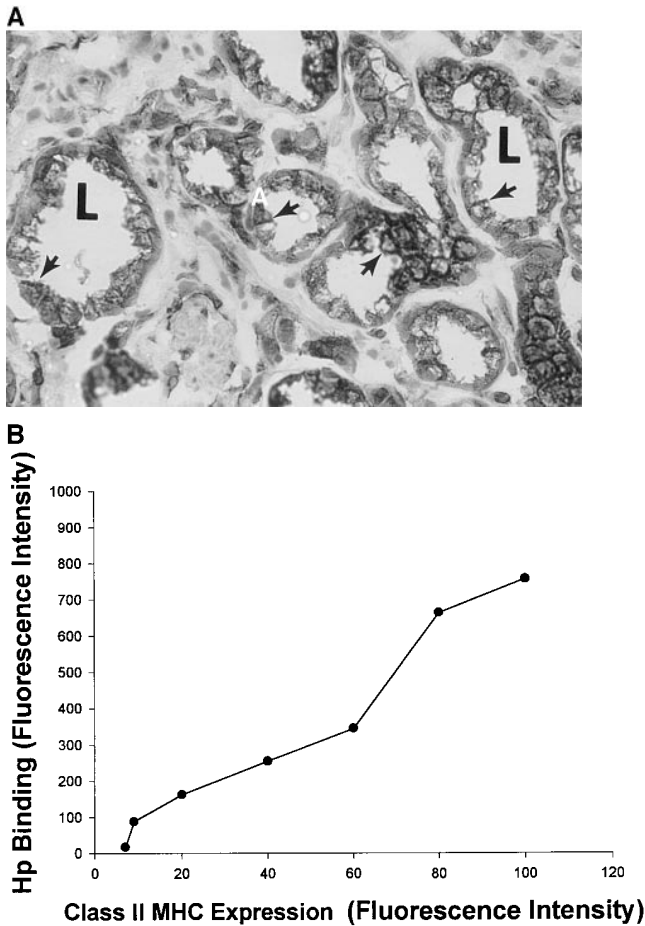 A
L
L
A
B
Hp Binding (Fluorescence Intensity)
1000
900
800
700
600
500
400
300
200
100
0
0 20 40 60 80 100 120
Class II MHC Expression (Fluorescence Intensity)